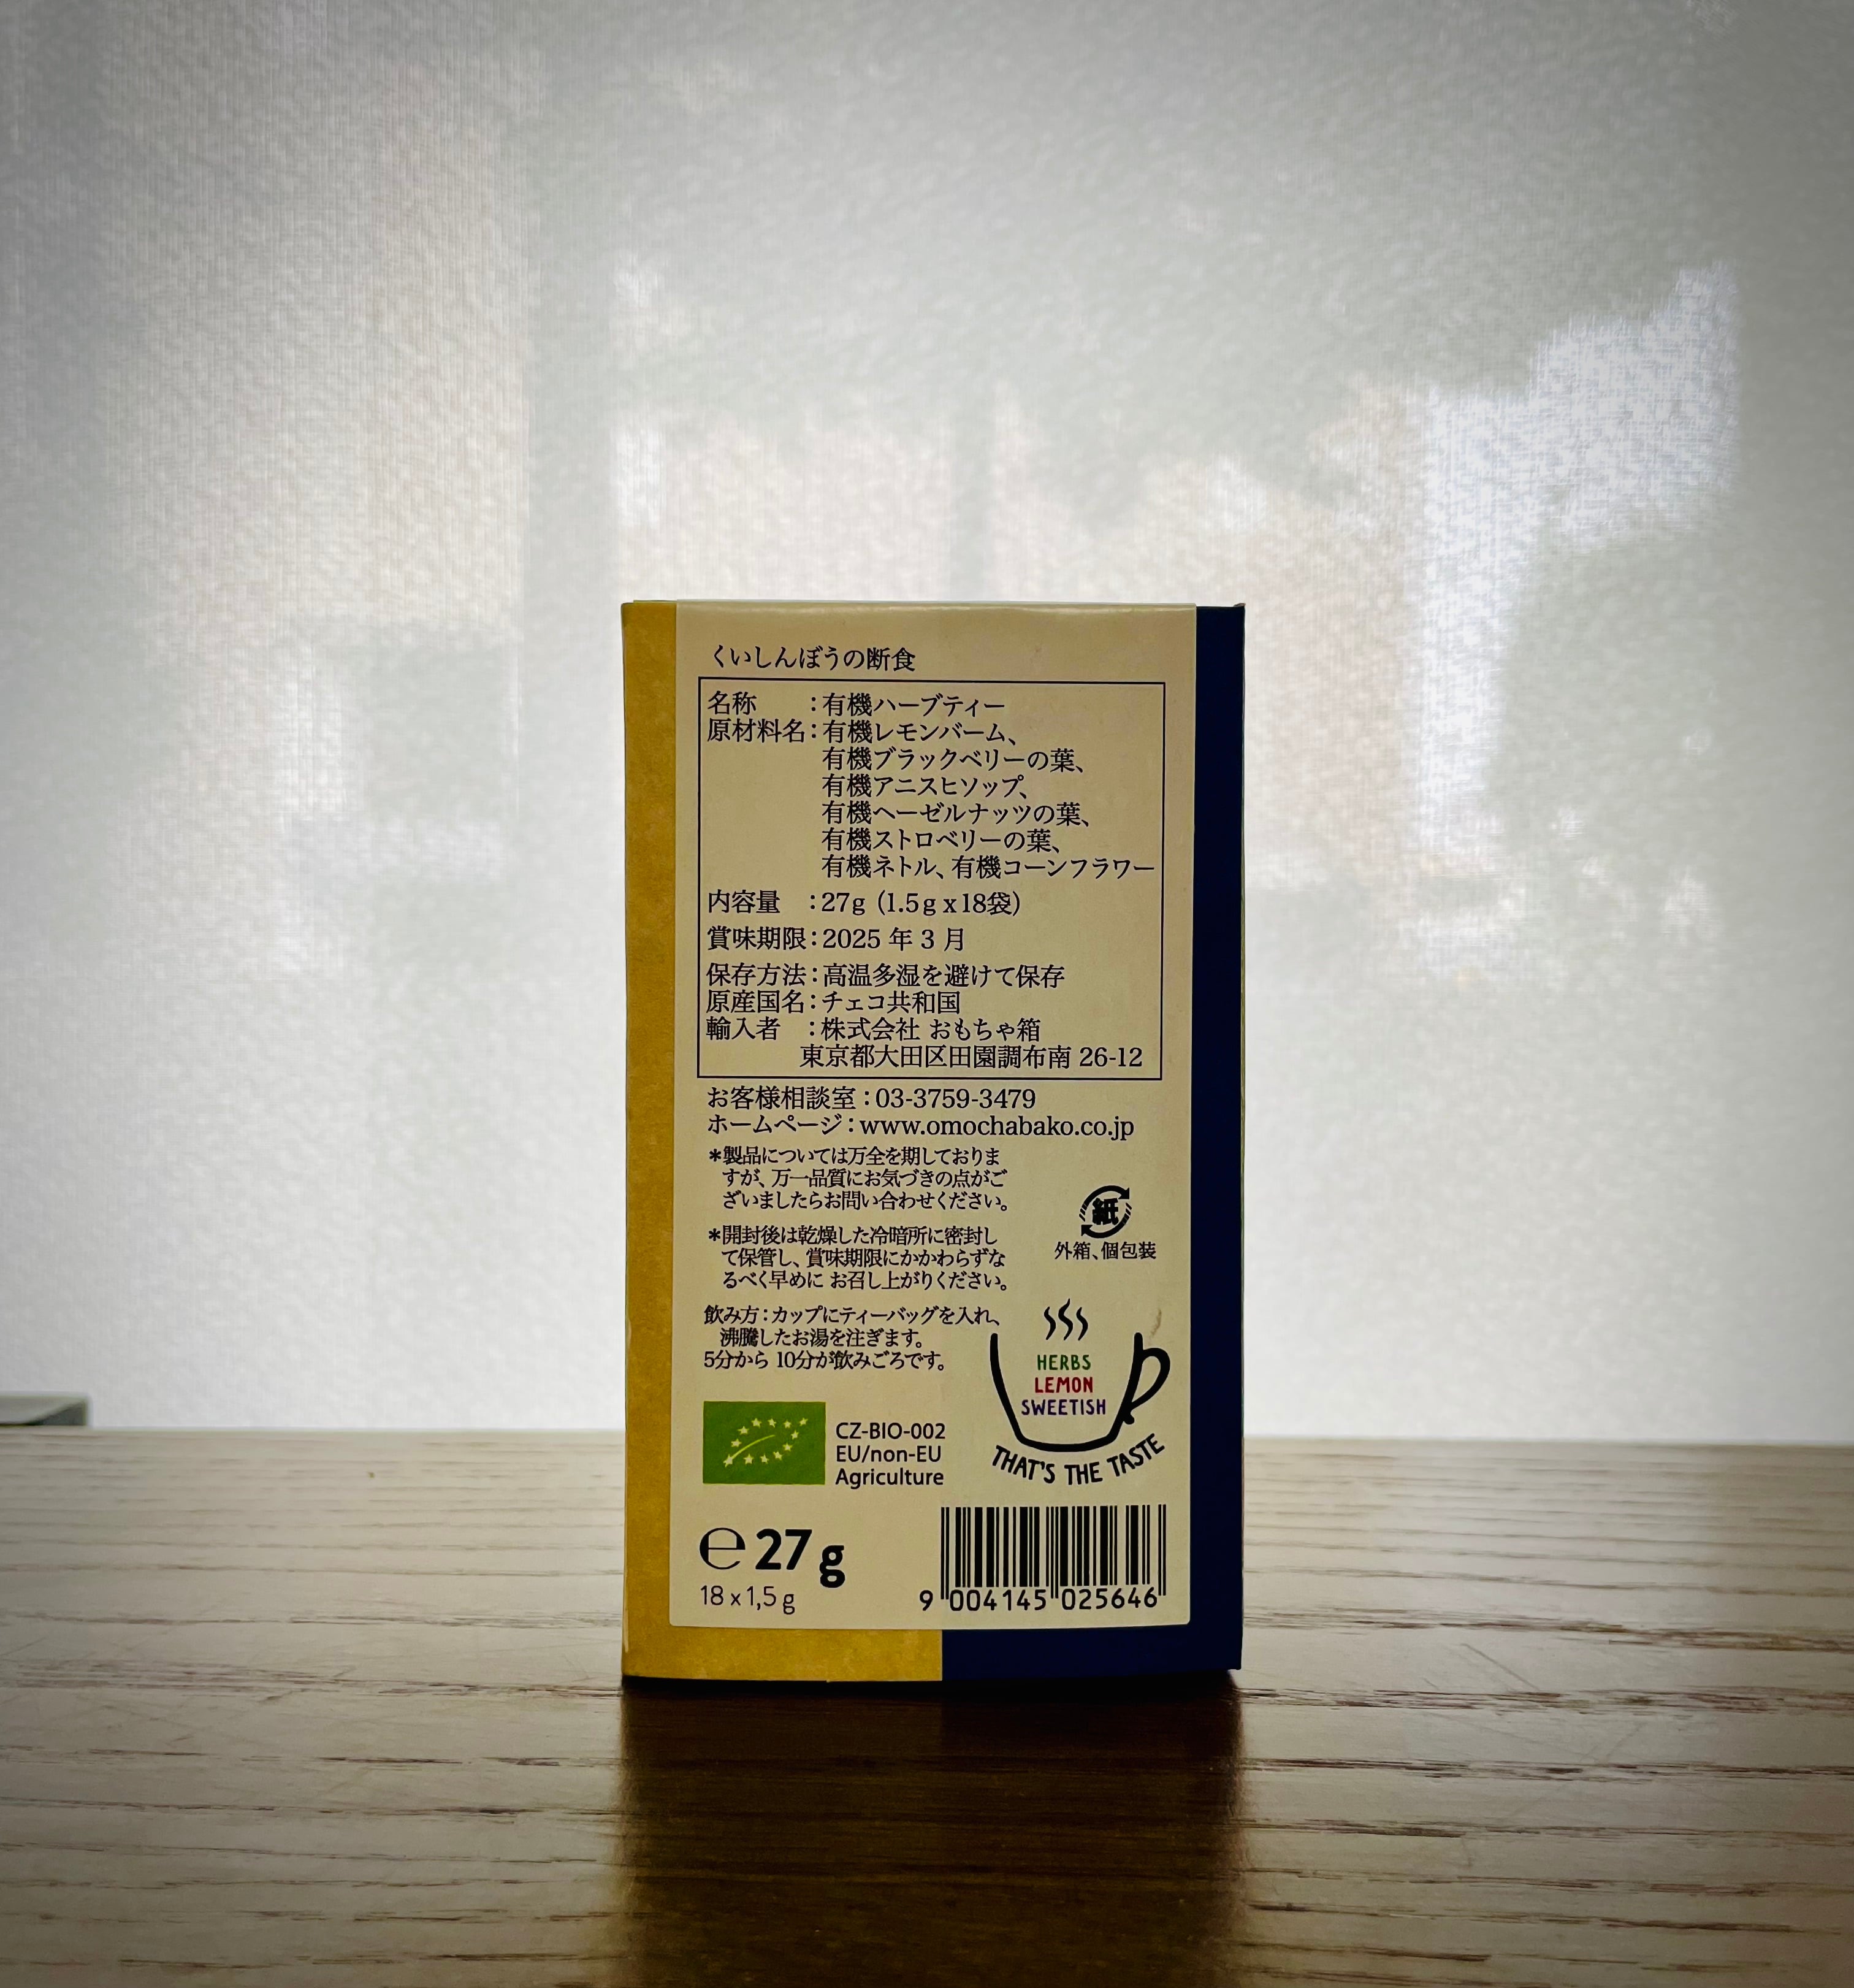 くいしんぼうの断食
名称　：有機ハーブティー
原材料名：有機レモンバーム、
有機ブラックベリーの葉、
有機アニスヒソップ、
有機ヘーゼルナッツの葉、
有機ストロベリーの葉、
有機ネトル、有機コーンフラワー
内容量　：27g（1.5g x18袋）
賞味期限：2025 年 3 月
保存方法：高温多湿を避けて保存
原産国名：チェコ共和国
輸入者　：株式会社 おもちゃ箱
東京都大田区田園調布南 26-12
お客様相談室：03-3759-3479
ホームページ：www.omochabako.co.jp
*製品については万全を期しておりま
すが、万一品質にお気づきの点がご
ざいましたらお問い合わせください。
*開封後は乾燥した冷暗所に密封し
て保管し、賞味期限にかかわらずな
るべく早めに お召し上がりください。
紙
外箱、個包装
飲み方：カップにティーバッグを入れ、
沸騰したお湯を注ぎます。
5分から 10分が飲みごろです。
HERBS
LEMON
SWEETISH
THAT'S THE TASTE
CZ-BIO-002
EU/non-EU
Agriculture
℮ 27 g
18 x 1,5 g
9 004145 025646